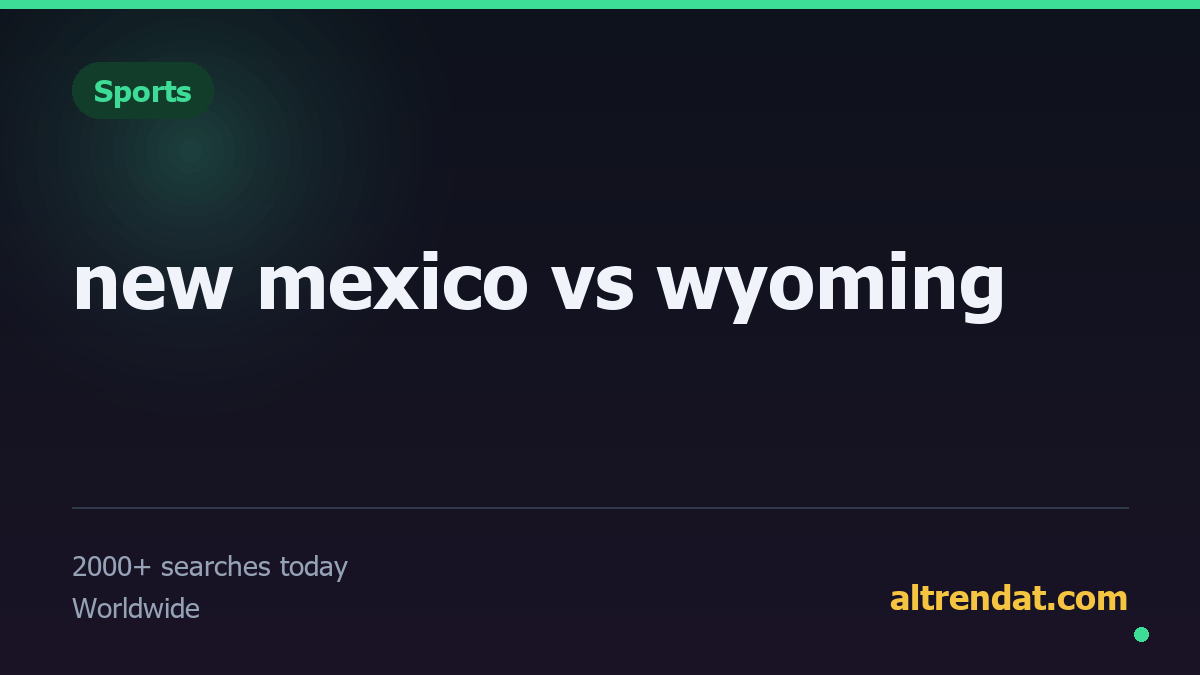 Sports
new mexico vs wyoming
2000+ searches today
Worldwide
altrendat.com